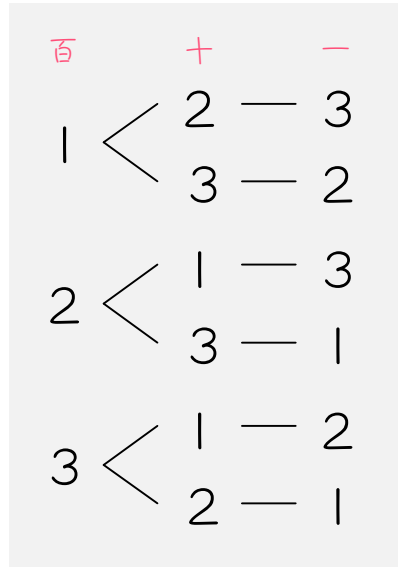 百 十 一
2 — 3
1
3 — 2
1 — 3
2
3 — 1
1 — 2
3
2 — 1